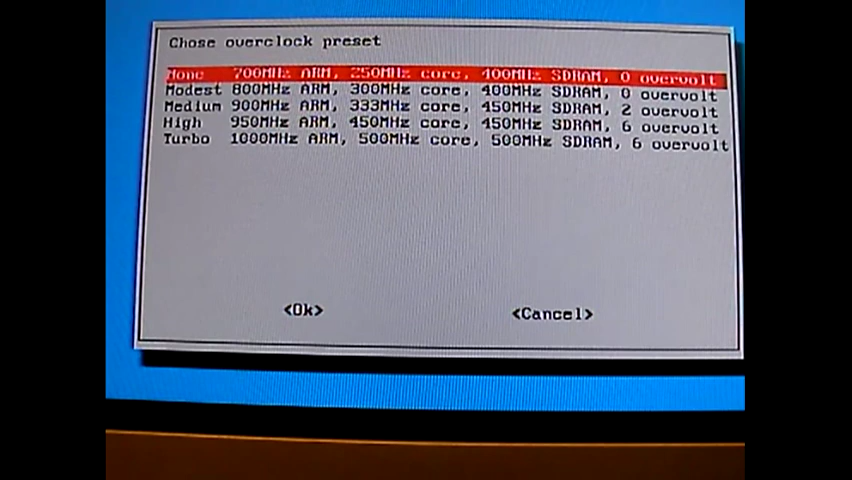 Chose overclock preset
None 700MHz ARM, 250MHz core, 400MHz SDRAM, 0 overvolt
Modest 800MHz ARM, 300MHz core, 400MHz SDRAM, 0 overvolt
Medium 900MHz ARM, 333MHz core, 450MHz SDRAM, 2 overvolt
High 950MHz ARM, 450MHz core, 450MHz SDRAM, 6 overvolt
Turbo 1000MHz ARM, 500MHz core, 500MHz SDRAM, 6 overvolt
<Ok> <Cancel>